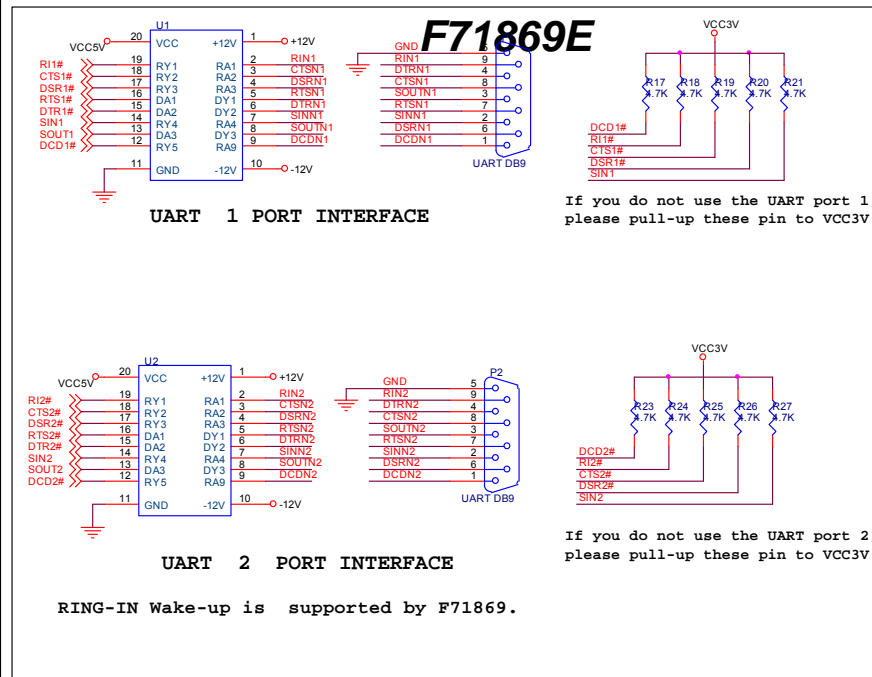 F71869E
U1
VCC5V
20 VCC +12V 1 +12V
RI1# 19 RY1 RA1 2 RIN1
CTS1# 18 RY2 RA2 3 CTSN1
DSR1# 17 RY3 RA3 4 DSRN1
RTS1# 16 DA1 DY1 5 RTSN1
DTR1# 15 DA2 DY2 6 DTRN1
SIN1 14 RY4 RA4 7 SINN1
SOUT1 13 DA3 DY3 8 SOUTN1
DCD1# 12 RY5 RA9 9 DCDN1
11 GND -12V 10 -12V
GND 5
RIN1 9
DTRN1 4
CTSN1 8
SOUTN1 3
RTSN1 7
SINN1 2
DSRN1 6
DCDN1 1
UART DB9
VCC3V
R17 R18 R19 R20 R21
4.7K 4.7K 4.7K 4.7K 4.7K
DCD1#
RI1#
CTS1#
DSR1#
SIN1
UART 1 PORT INTERFACE
If you do not use the UART port 1
please pull-up these pin to VCC3V
U2
VCC5V
20 VCC +12V 1 +12V
RI2# 19 RY1 RA1 2 RIN2
CTS2# 18 RY2 RA2 3 CTSN2
DSR2# 17 RY3 RA3 4 DSRN2
RTS2# 16 DA1 DY1 5 RTSN2
DTR2# 15 DA2 DY2 6 DTRN2
SIN2 14 RY4 RA4 7 SINN2
SOUT2 13 DA3 DY3 8 SOUTN2
DCD2# 12 RY5 RA9 9 DCDN2
11 GND -12V 10 -12V
P2
GND 5
RIN2 9
DTRN2 4
CTSN2 8
SOUTN2 3
RTSN2 7
SINN2 2
DSRN2 6
DCDN2 1
UART DB9
VCC3V
R23 R24 R25 R26 R27
4.7K 4.7K 4.7K 4.7K 4.7K
DCD2#
RI2#
CTS2#
DSR2#
SIN2
UART 2 PORT INTERFACE
If you do not use the UART port 2
please pull-up these pin to VCC3V
RING-IN Wake-up is supported by F71869.